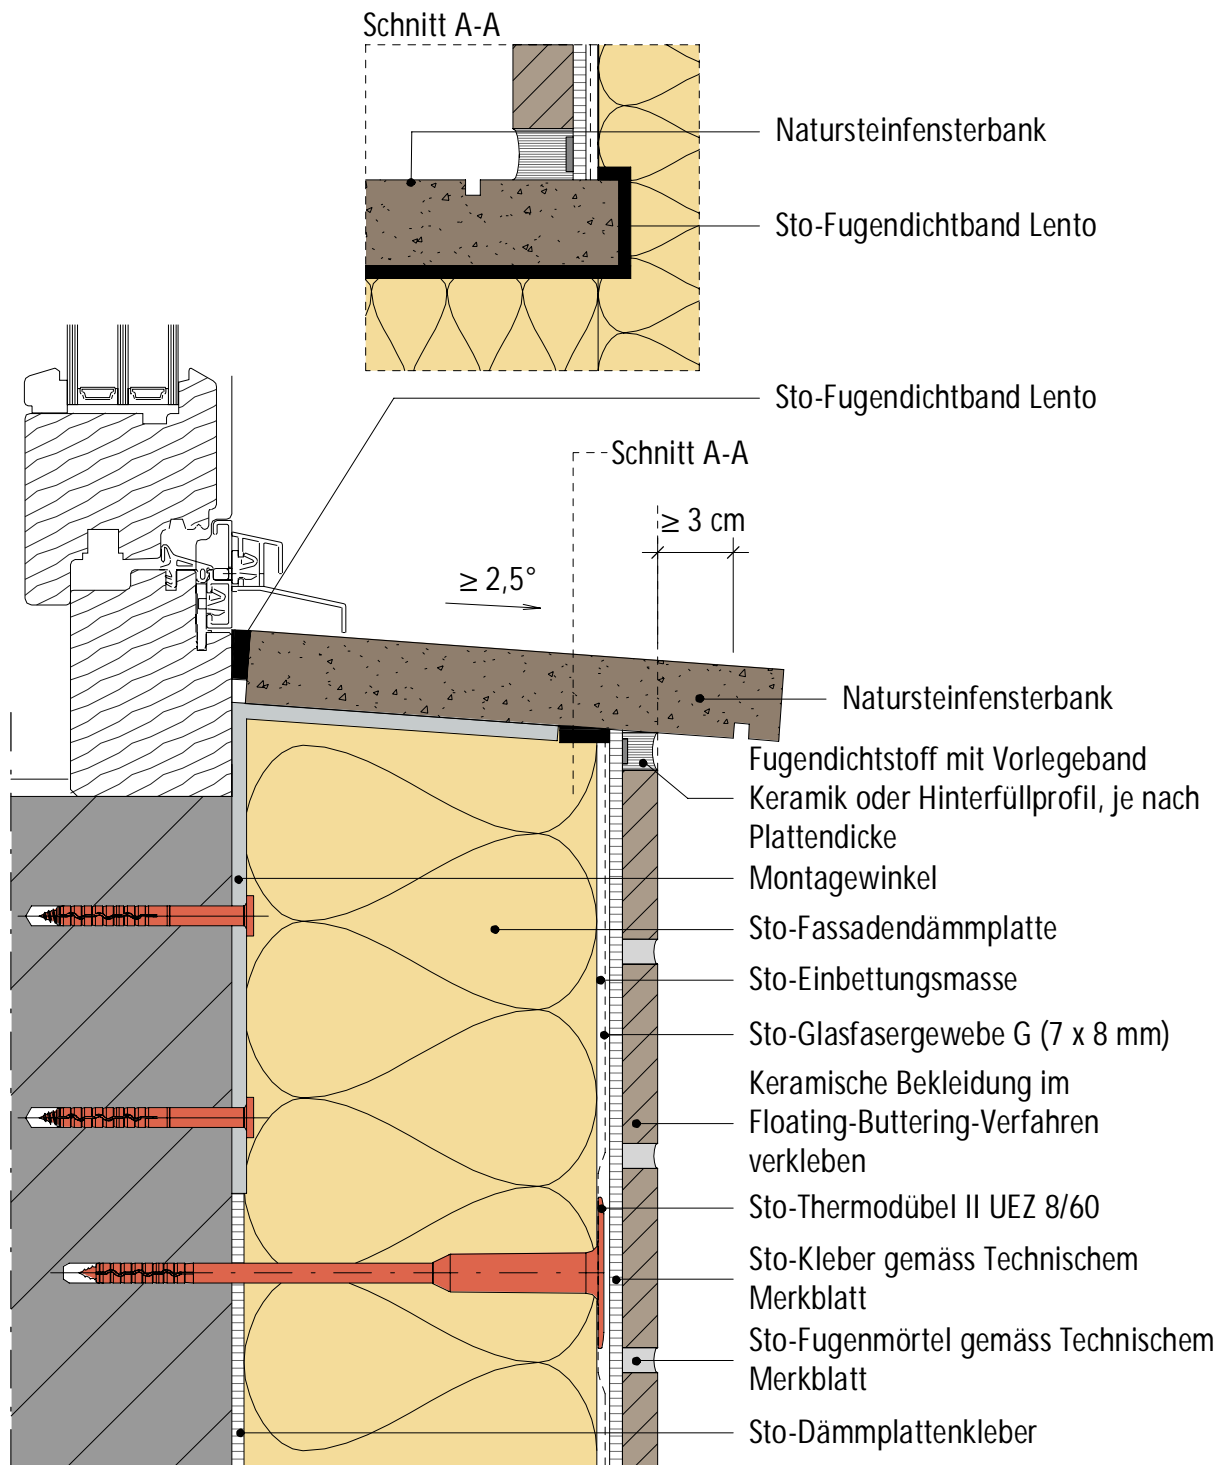 Schnitt A-A
Natursteinfensterbank
Sto-Fugendichtband Lento
Sto-Fugendichtband Lento
Schnitt A-A
≥ 3 cm
≥ 2,5°
Natursteinfensterbank
Fugendichtstoff mit Vorlegeband
Keramik oder Hinterfüllprofil, je nach
Plattendicke
Montagewinkel
Sto-Fassadendämmplatte
Sto-Einbettungsmasse
Sto-Glasfasergewebe G (7 x 8 mm)
Keramische Bekleidung im
Floating-Buttering-Verfahren
verkleben
Sto-Thermodübel II UEZ 8/60
Sto-Kleber gemäss Technischem
Merkblatt
Sto-Fugenmörtel gemäss Technischem
Merkblatt
Sto-Dämmplattenkleber